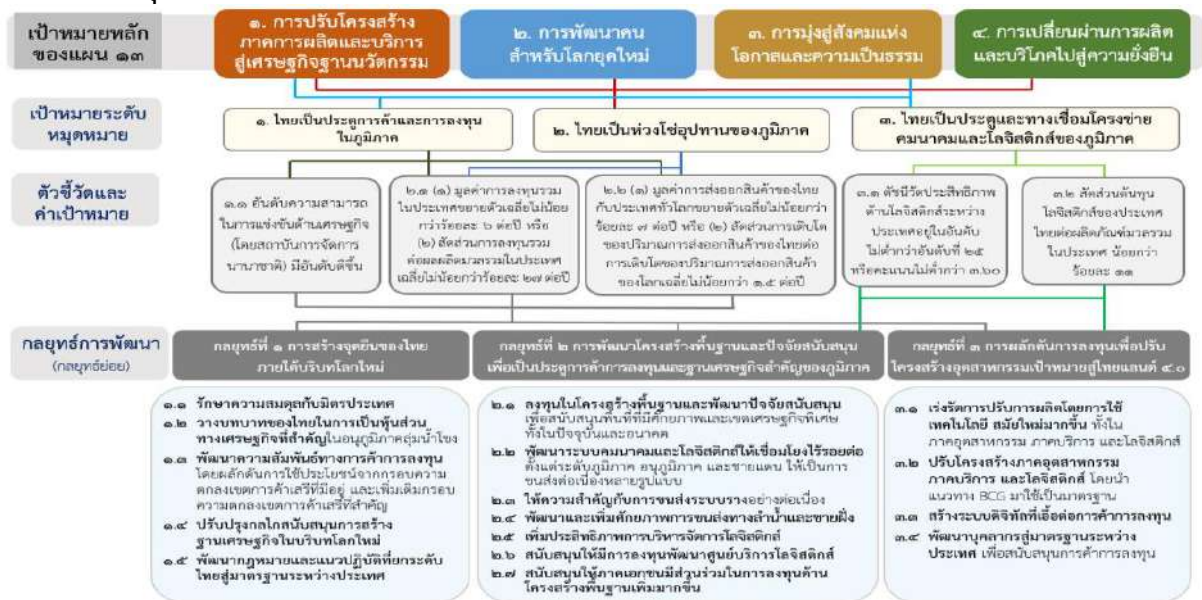 เป้าหมายหลัก
ของแผน ๑๓
๑. การปรับโครงสร้าง
ภาคการผลิตและบริการ
สู่เศรษฐกิจฐานนวัตกรรม
๒. การพัฒนาคน
สำหรับโลกยุคใหม่
๓. การมุ่งสู่สังคมแห่ง
โอกาสและความเป็นธรรม
๔. การเปลี่ยนผ่านการผลิต
และบริโภคไปสู่ความยั่งยืน
เป้าหมายระดับ
หมุดหมาย
๑. ไทยเป็นประตูการค้าและการลงทุน
ในภูมิภาค
๒. ไทยเป็นห่วงโซ่อุปทานของภูมิภาค
๓. ไทยเป็นประตูและทางเชื่อมโครงข่าย
คมนาคมและโลจิสติกส์ของภูมิภาค
ตัวชี้วัดและ
ค่าเป้าหมาย
๑.๑ อันดับความสามารถ
ในการแข่งขันด้านเศรษฐกิจ
(โดยสถาบันการจัดการ
นานาชาติ) มีอันดับดีขึ้น
๒.๑ (๑) มูลค่าการลงทุนรวม
ในประเทศขยายตัวเฉลี่ยไม่น้อย
กว่าร้อยละ ๖ ต่อปี หรือ
(๒) สัดส่วนการลงทุนรวม
ต่อผลผลิตมวลรวมในประเทศ
เฉลี่ยไม่น้อยกว่าร้อยละ ๒๗ ต่อปี
๒.๒ (๑) มูลค่าการส่งออกสินค้าของไทย
กับประเทศทั่วโลกขยายตัวเฉลี่ยไม่น้อยกว่า
ร้อยละ ๗ ต่อปี หรือ (๒) สัดส่วนการเติบโต
ของปริมาณการส่งออกสินค้าของไทยต่อ
การเติบโตของปริมาณการส่งออกสินค้า
ของโลกเฉลี่ยไม่น้อยกว่า ๑.๕ ต่อปี
๓.๑ ดัชนีวัดประสิทธิภาพ
ด้านโลจิสติกส์ระหว่าง
ประเทศอยู่ในอันดับ
ไม่ต่ำกว่าอันดับที่ ๒๕
หรือคะแนนไม่ต่ำกว่า ๓.๖๐
๓.๒ สัดส่วนต้นทุน
โลจิสติกส์ของประเทศ
ไทยต่อผลิตภัณฑ์มวลรวม
ในประเทศ น้อยกว่า
ร้อยละ ๑๑
กลยุทธ์การพัฒนา
(กลยุทธ์ย่อย)
กลยุทธ์ที่ ๑ การสร้างจุดยืนของไทย
ภายใต้บริบทโลกใหม่
กลยุทธ์ที่ ๒ การพัฒนาโครงสร้างพื้นฐานและปัจจัยสนับสนุน
เพื่อเป็นประตูการค้าการลงทุนและฐานเศรษฐกิจสำคัญของภูมิภาค
กลยุทธ์ที่ ๓ การผลักดันการลงทุนเพื่อปรับ
โครงสร้างอุตสาหกรรมเป้าหมายสู่ไทยแลนด์ ๔.๐
๑.๑ รักษาความสมดุลกับมิตรประเทศ
๑.๒ วางบทบาทของไทยในการเป็นหุ้นส่วน
ทางเศรษฐกิจที่สำคัญในอนุภูมิภาคลุ่มน้ำโขง
๑.๓ พัฒนาความสัมพันธ์ทางการค้าการลงทุน
โดยผลักดันการใช้ประโยชน์จากกรอบความ
ตกลงเขตการค้าเสรีที่มีอยู่ และเพิ่มเติมกรอบ
ความตกลงเขตการค้าเสรีที่สำคัญ
๑.๔ ปรับปรุงกลไกสนับสนุนการสร้าง
ฐานเศรษฐกิจในบริบทโลกใหม่
๑.๕ พัฒนากฎหมายและแนวปฏิบัติที่ยกระดับ
ไทยสู่มาตรฐานระหว่างประเทศ
๒.๑ ลงทุนในโครงสร้างพื้นฐานและพัฒนาปัจจัยสนับสนุน
เพื่อสนับสนุนพื้นที่ที่มีศักยภาพและเขตเศรษฐกิจพิเศษ
ทั้งในปัจจุบันและอนาคต
๒.๒ พัฒนาระบบคมนาคมและโลจิสติกส์ให้เชื่อมโยงไร้รอยต่อ
ตั้งแต่ระดับภูมิภาค อนุภูมิภาค และชายแดน ให้เป็นการ
ขนส่งต่อเนื่องหลายรูปแบบ
๒.๓ ให้ความสำคัญกับการขนส่งระบบรางอย่างต่อเนื่อง
๒.๔ พัฒนาและเพิ่มศักยภาพการขนส่งทางลำน้ำและชายฝั่ง
๒.๕ เพิ่มประสิทธิภาพการบริหารจัดการโลจิสติกส์
๒.๖ สนับสนุนให้มีการลงทุนพัฒนาศูนย์บริการโลจิสติกส์
๒.๗ สนับสนุนให้ภาคเอกชนมีส่วนร่วมในการลงทุนด้าน
โครงสร้างพื้นฐานเพิ่มมากขึ้น
๓.๑ เร่งรัดการปรับการผลิตโดยการใช้
เทคโนโลยี สมัยใหม่มากขึ้น ทั้งใน
ภาคอุตสาหกรรม ภาคบริการ และโลจิสติกส์
๓.๒ ปรับโครงสร้างภาคอุตสาหกรรม
ภาคบริการ และโลจิสติกส์ โดยนำ
แนวทาง BCG มาใช้เป็นมาตรฐาน
๓.๓ สร้างระบบดิจิทัลที่เอื้อต่อการค้าการลงทุน
๓.๔ พัฒนาบุคลากรสู่มาตรฐานระหว่าง
ประเทศ เพื่อสนับสนุนการค้าการลงทุน